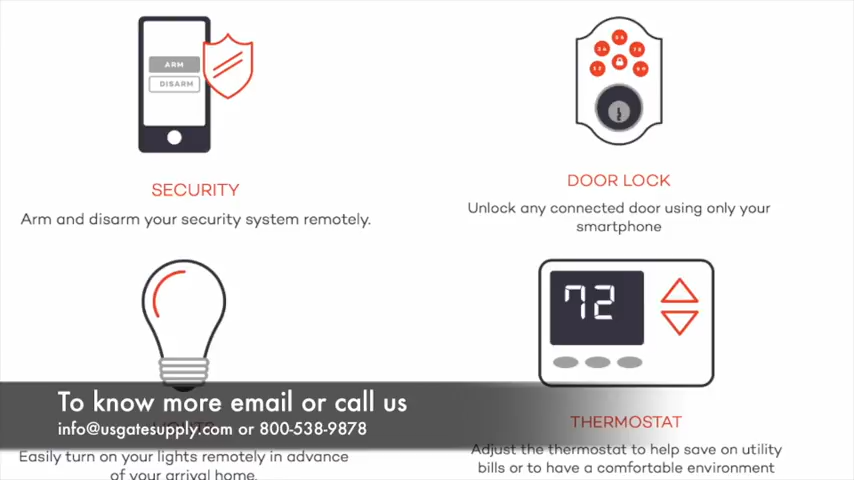 ARM
DISARM
SECURITY
Arm and disarm your security system remotely.
DOOR LOCK
Unlock any connected door using only your
smartphone
72
To know more email or call us
info@usgatesupply.com or 800-538-9878
Easily turn on your lights remotely in advance
of your arrival home.
THERMOSTAT
Adjust the thermostat to help save on utility
bills or to have a comfortable environment